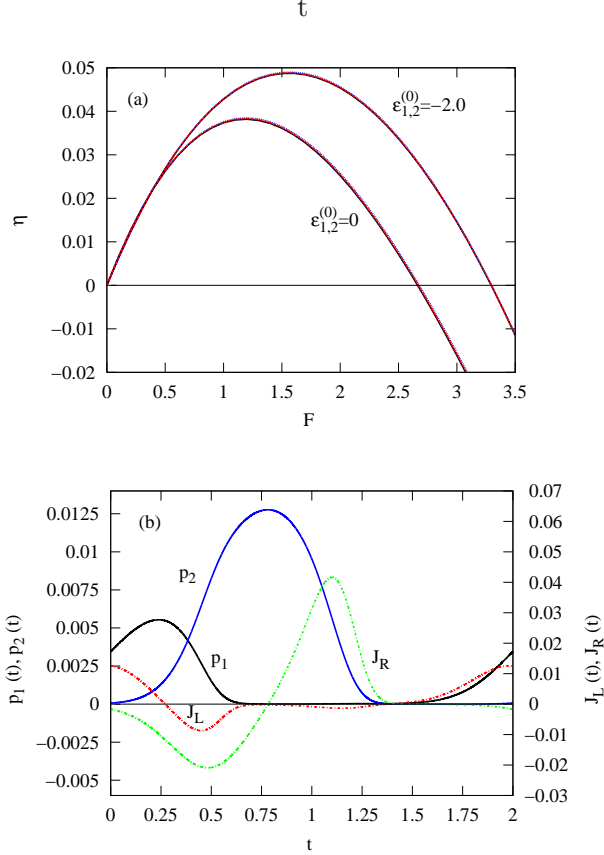 t
(a)
ε1,2(0)=−2.0
ε1,2(0)=0
η
0.05
0.04
0.03
0.02
0.01
0
−0.01
−0.02
0 0.5 1 1.5 2 2.5 3 3.5
F
(b)
p1 (t), p2 (t)
0.0125
0.01
0.0075
0.005
0.0025
0
−0.0025
−0.005
p2
p1
JL
JR
0.07
0.06
0.05
0.04
0.03
0.02
0.01
0.0
−0.01
−0.02
−0.03
JL (t), JR (t)
0 0.25 0.5 0.75 1 1.25 1.5 1.75 2
t